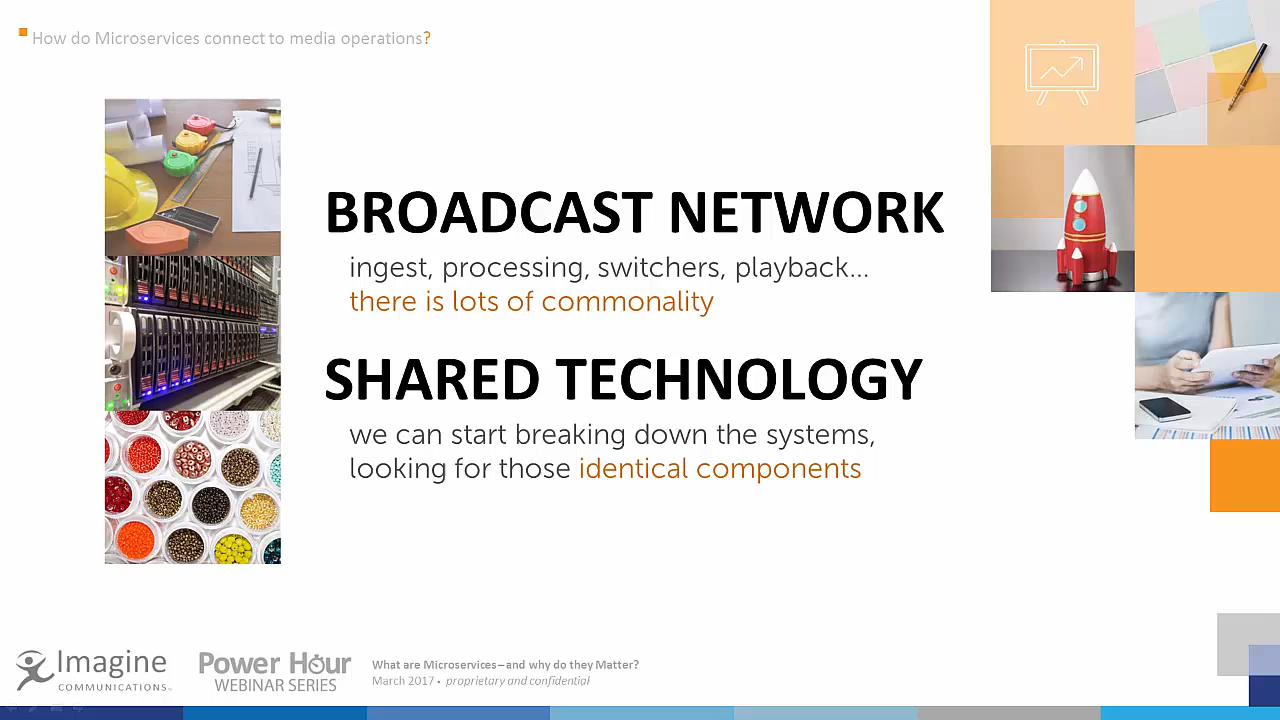 How do Microservices connect to media operations?
BROADCAST NETWORK
ingest, processing, switchers, playback...
there is lots of commonality
SHARED TECHNOLOGY
we can start breaking down the systems,
looking for those identical components
Imagine
COMMUNICATIONS
Power Hour
WEBINAR SERIES
What are Microservices–and why do they Matter?
March 2017 • proprietary and confidential